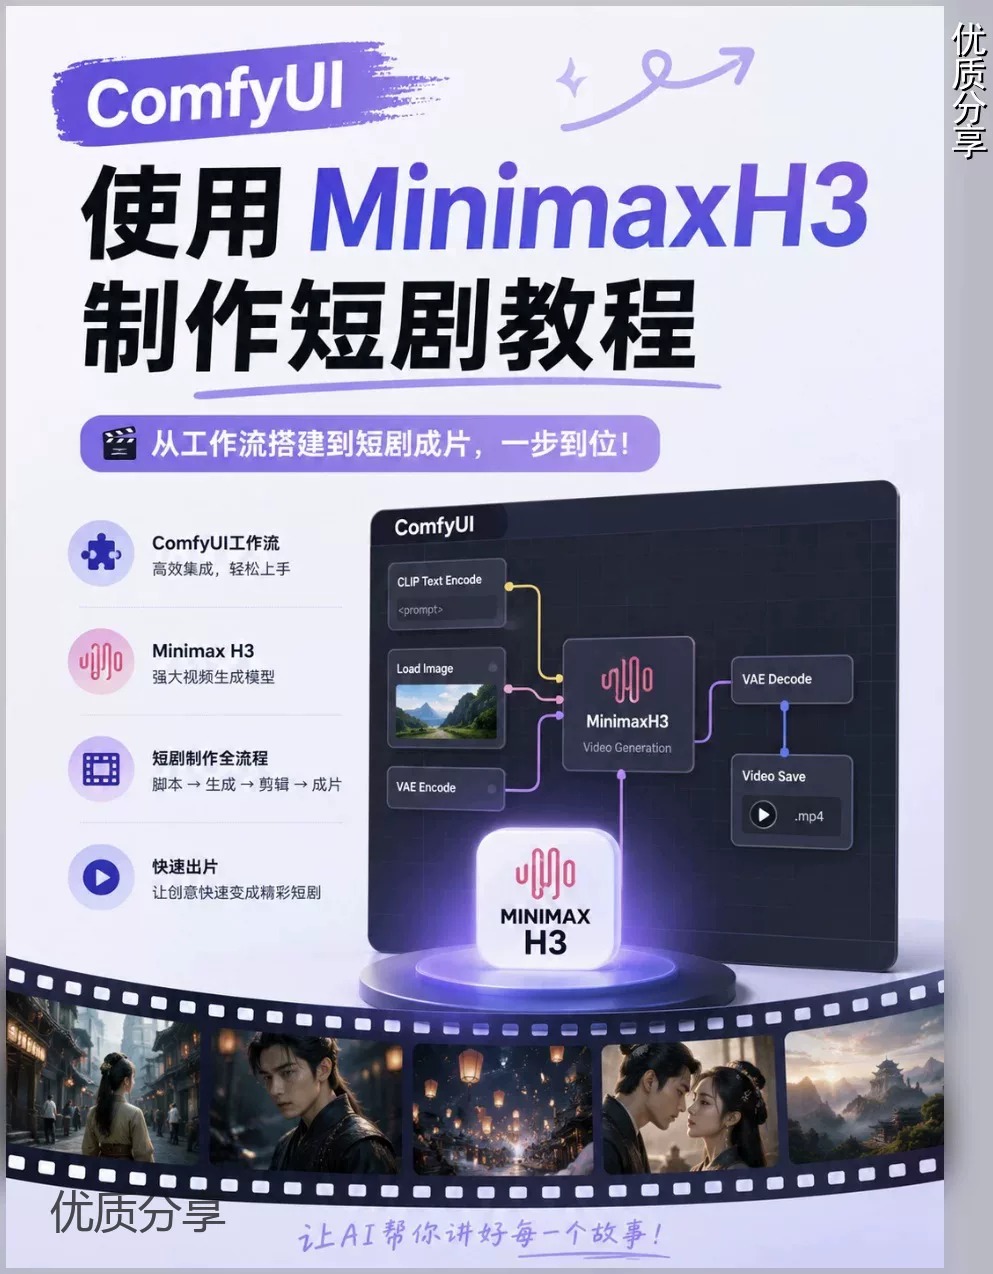 优质分享
ComfyUI
使用 MinimaxH3
制作短剧教程
从工作流搭建到短剧成片，一步到位！
ComfyUI工作流
高效集成，轻松上手
Minimax H3
强大视频生成模型
短剧制作全流程
脚本 → 生成 → 剪辑 → 成片
快速出片
让创意快速变成精彩短剧
ComfyUI
CLIP Text Encode
<prompt>
Load Image
VAE Encode
MinimaxH3
Video Generation
VAE Decode
Video Save
.mp4
MINIMAX
H3
优质分享
让AI帮你讲好每一个故事！